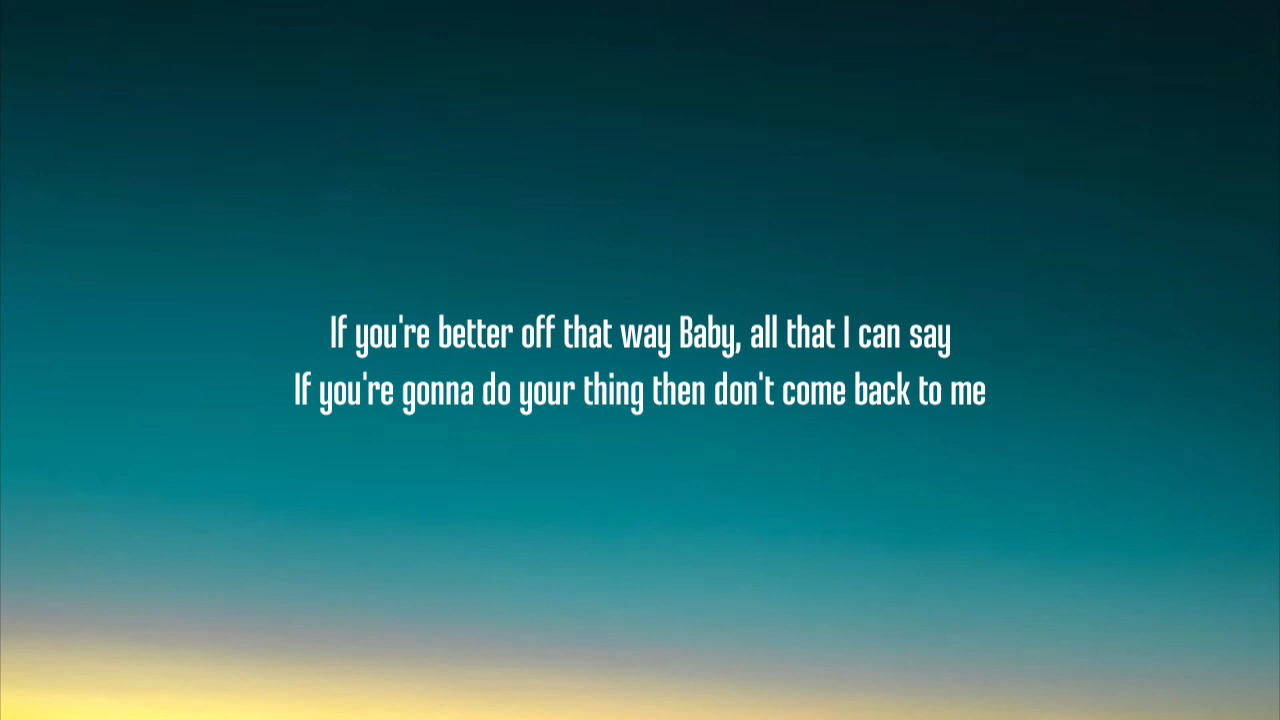 If you're better off that way Baby, all that I can say
If you're gonna do your thing then don't come back to me